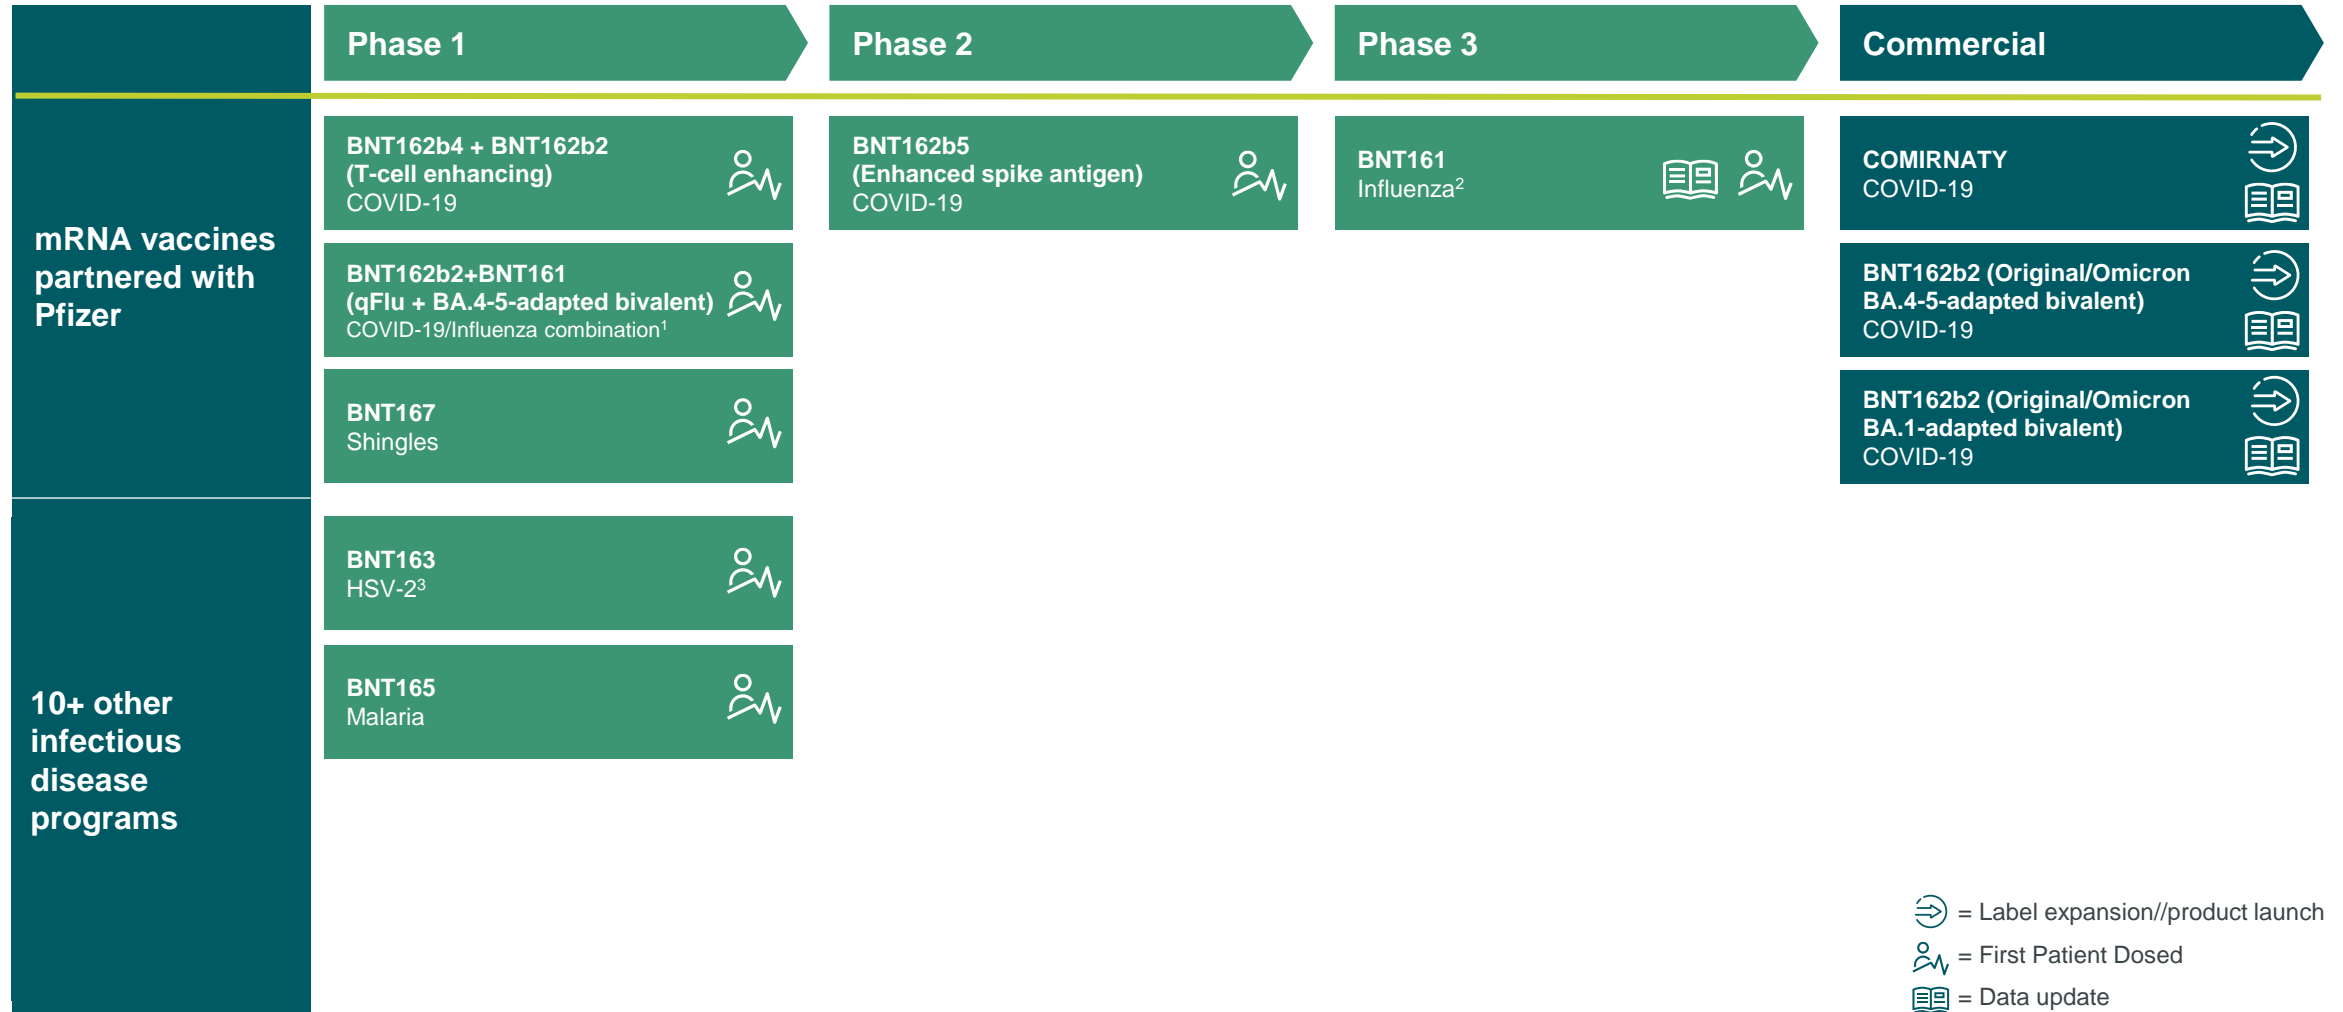 Phase 1
Phase 2
Phase 3
Commercial
mRNA vaccines
partnered with
Pfizer
BNT162b4 + BNT162b2
(T-cell enhancing)
COVID-19
BNT162b5
(Enhanced spike antigen)
COVID-19
BNT161
Influenza²
COMIRNATY
COVID-19
BNT162b2+BNT161
(qFlu + BA.4-5-adapted bivalent)
COVID-19/Influenza combination¹
BNT162b2 (Original/Omicron
BA.4-5-adapted bivalent)
COVID-19
BNT167
Shingles
BNT162b2 (Original/Omicron
BA.1-adapted bivalent)
COVID-19
10+ other
infectious
disease
programs
BNT163
HSV-2³
BNT165
Malaria
= Label expansion//product launch
= First Patient Dosed
= Data update